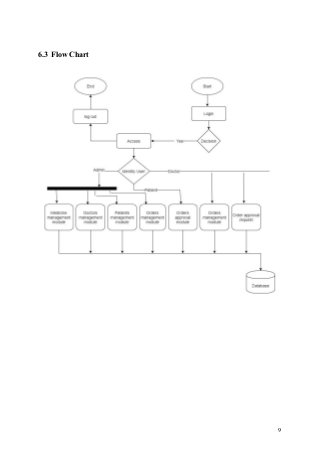 6.3 Flow Chart
End
Start
log out
Login
Access
Yes
Decision
Admin
Identify User
Doctor
Patient
management
module
Doctors
management
module
Patients
management
module
Orders
management
module
Orders
approval
module
Orders
management
module
Order approval
request
Database
9